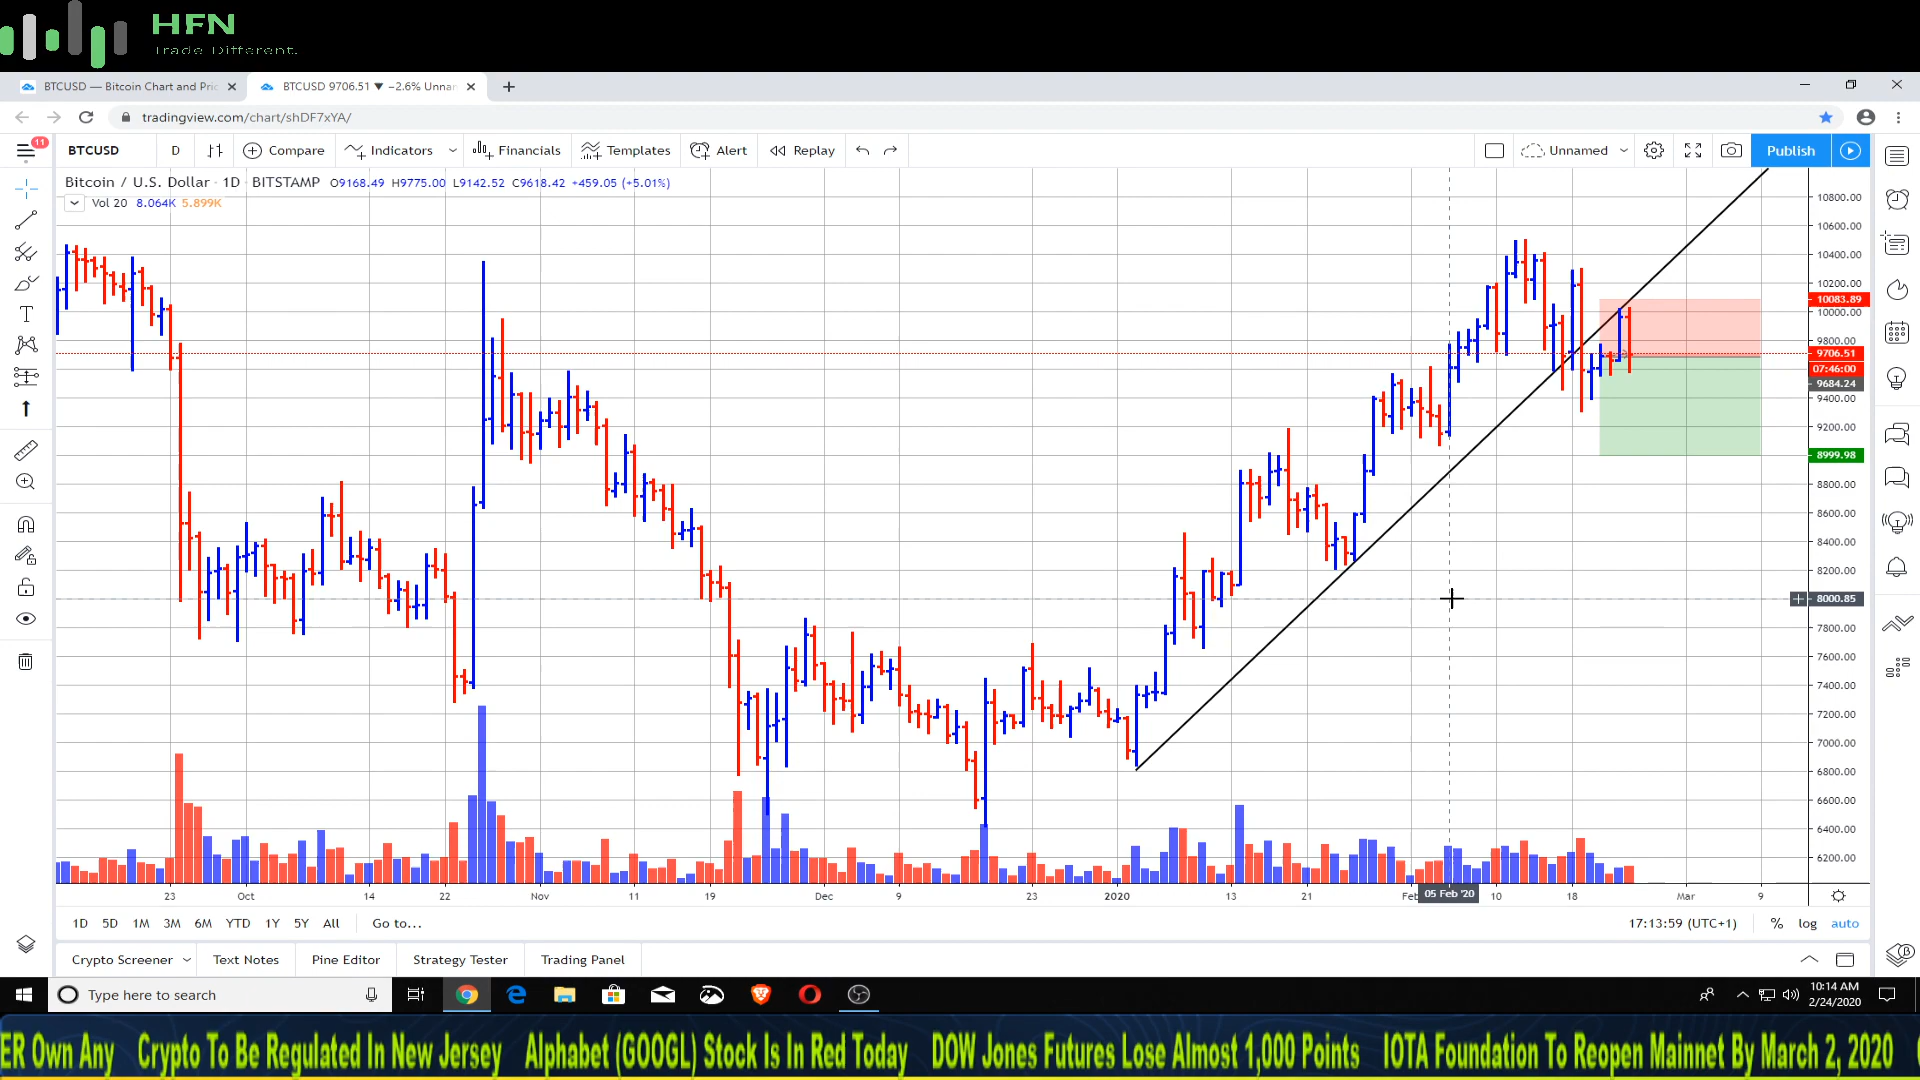 HFN
Trade Different.
BTCUSD — Bitcoin Chart and Pric
BTCUSD 9706.51 ▼ −2.6% Unnam
tradingview.com/chart/shDF7xYA/
11
BTCUSD D Compare Indicators Financials Templates Alert Replay Unnamed Publish
Bitcoin / U.S. Dollar · 1D · BITSTAMP O9168.49 H9775.00 L9142.52 C9618.42 +459.05 (+5.01%)
Vol 20 8.064K 5.899K
10800.00
10600.00
10400.00
10200.00
10083.89
10000.00
9800.00
9706.51
07:46:00
9684.24
9400.00
9200.00
8999.98
8800.00
8600.00
8400.00
8200.00
8000.85
7800.00
7600.00
7400.00
7200.00
7000.00
6800.00
6600.00
6400.00
6200.00
23 Oct 14 22 Nov 11 19 Dec 9 23 2020 13 21 Feb 05 Feb '20 10 18 Mar 9
1D 5D 1M 3M 6M YTD 1Y 5Y All Go to... 17:13:59 (UTC+1) % log auto
Crypto Screener Text Notes Pine Editor Strategy Tester Trading Panel
Type here to search
10:14 AM
2/24/2020
ER Own Any Crypto To Be Regulated In New Jersey Alphabet (GOOGL) Stock Is In Red Today DOW Jones Futures Lose Almost 1,000 Points IOTA Foundation To Reopen Mainnet By March 2, 2020